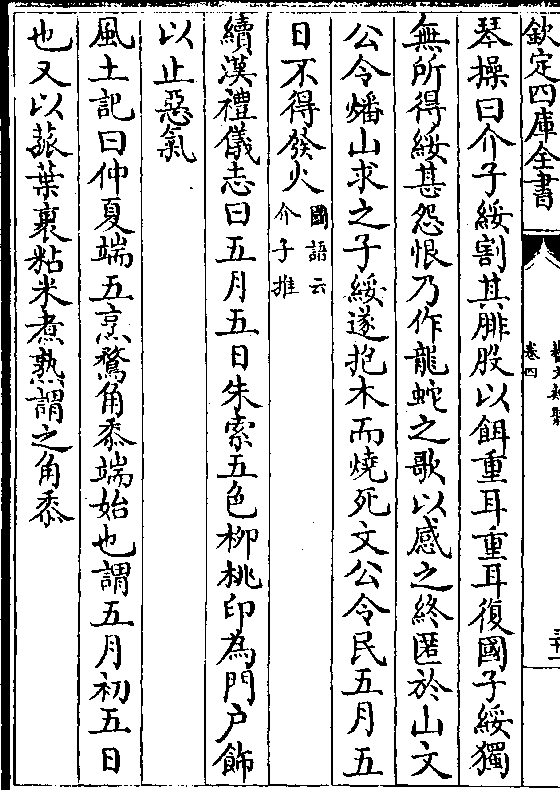 欽定四庫全書
卷四
琴操曰介子綏割其腓股以餌重耳重耳復國子綏獨
無所得綏甚怨恨乃作龍蛇之歌以感之終匿於山文
公令燔山求之子綏遂抱木而燒死文公令民五月五
日不得發火國語云介子推
續漢禮儀志曰五月五日朱索五色柳桃印為門戶飾
以止惡氣
風土記曰仲夏端五烹鶩角黍端始也謂五月初五日
也又以菰葉裹粘米煮熟謂之角黍